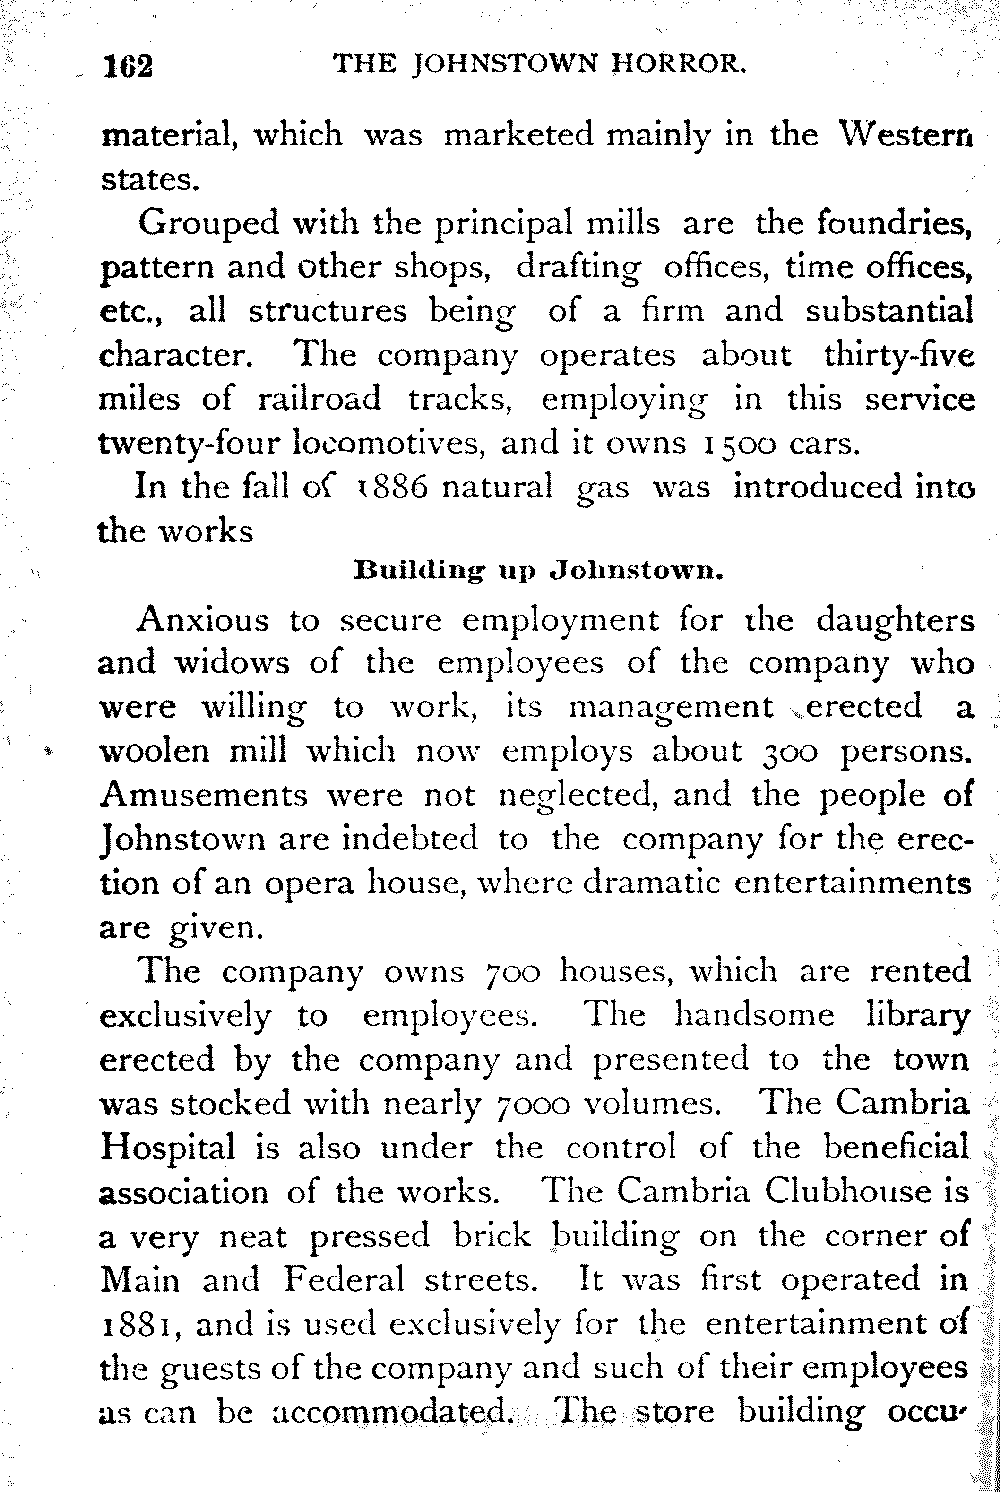 162 THE JOHNSTOWN HORROR.
material, which was marketed mainly in the Western
states.
Grouped with the principal mills are the foundries,
pattern and other shops, drafting offices, time offices,
etc., all structures being of a firm and substantial
character. The company operates about thirty-five
miles of railroad tracks, employing in this service
twenty-four locomotives, and it owns 1500 cars.
In the fall of 1886 natural gas was introduced into
the works
Building up Johnstown.
Anxious to secure employment for the daughters
and widows of the employees of the company who
were willing to work, its management erected a
woolen mill which now employs about 300 persons.
Amusements were not neglected, and the people of
Johnstown are indebted to the company for the erec-
tion of an opera house, where dramatic entertainments
are given.
The company owns 700 houses, which are rented
exclusively to employees. The handsome library
erected by the company and presented to the town
was stocked with nearly 7000 volumes. The Cambria
Hospital is also under the control of the beneficial
association of the works. The Cambria Clubhouse is
a very neat pressed brick building on the corner of
Main and Federal streets. It was first operated in
1881, and is used exclusively for the entertainment of
the guests of the company and such of their employees
as can be accommodated. The store building occu-